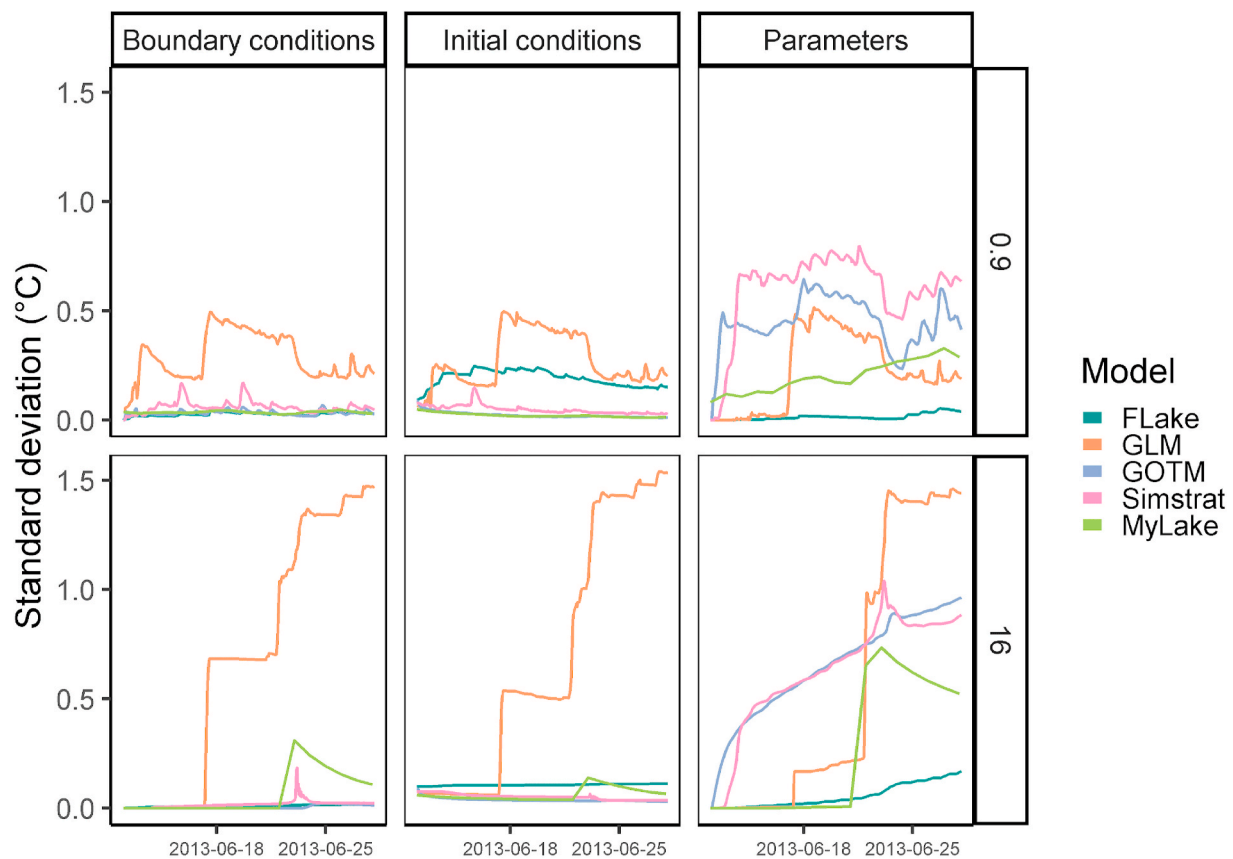 Boundary conditions
Initial conditions
Parameters
Standard deviation (°C)
1.5
1.0
0.5
0.0
0.9
1.5
1.0
0.5
0.0
16
2013-06-18
2013-06-25
2013-06-18
2013-06-25
2013-06-18
2013-06-25
Model
FLake
GLM
GOTM
Simstrat
MyLake